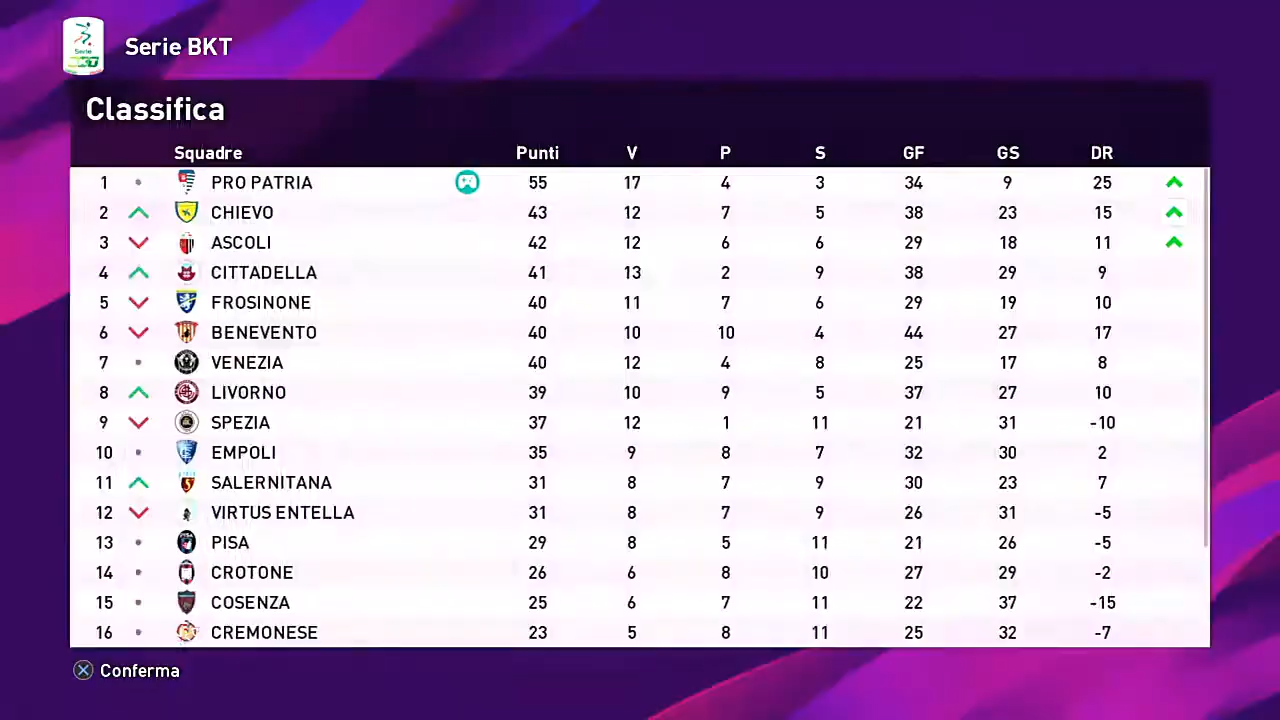 Serie BKT
Classifica
Squadre Punti V P S GF GS DR
1 PRO PATRIA 55 17 4 3 34 9 25
2 CHIEVO 43 12 7 5 38 23 15
3 ASCOLI 42 12 6 6 29 18 11
4 CITTADELLA 41 13 2 9 38 29 9
5 FROSINONE 40 11 7 6 29 19 10
6 BENEVENTO 40 10 10 4 44 27 17
7 VENEZIA 40 12 4 8 25 17 8
8 LIVORNO 39 10 9 5 37 27 10
9 SPEZIA 37 12 1 11 21 31 -10
10 EMPOLI 35 9 8 7 32 30 2
11 SALERNITANA 31 8 7 9 30 23 7
12 VIRTUS ENTELLA 31 8 7 9 26 31 -5
13 PISA 29 8 5 11 21 26 -5
14 CROTONE 26 6 8 10 27 29 -2
15 COSENZA 25 6 7 11 22 37 -15
16 CREMONESE 23 5 8 11 25 32 -7
Conferma